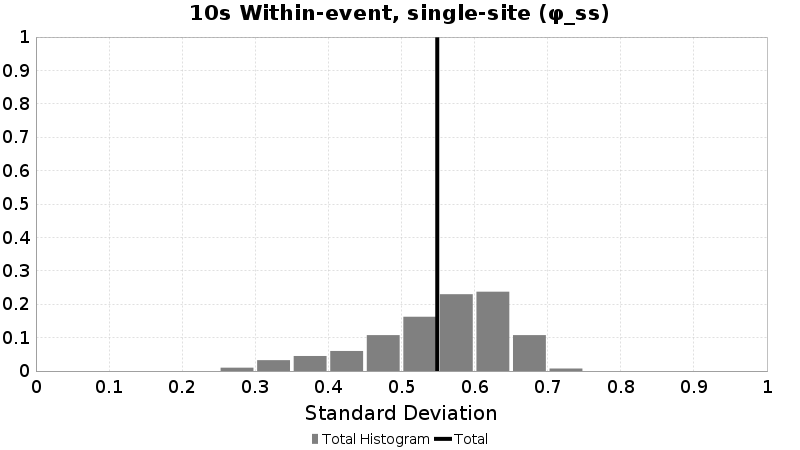 10s Within-event, single-site (φ_ss)
1
0.9
0.8
0.7
0.6
0.5
0.4
0.3
0.2
0.1
0
0 0.1 0.2 0.3 0.4 0.5 0.6 0.7 0.8 0.9 1
Standard Deviation
Total Histogram Total